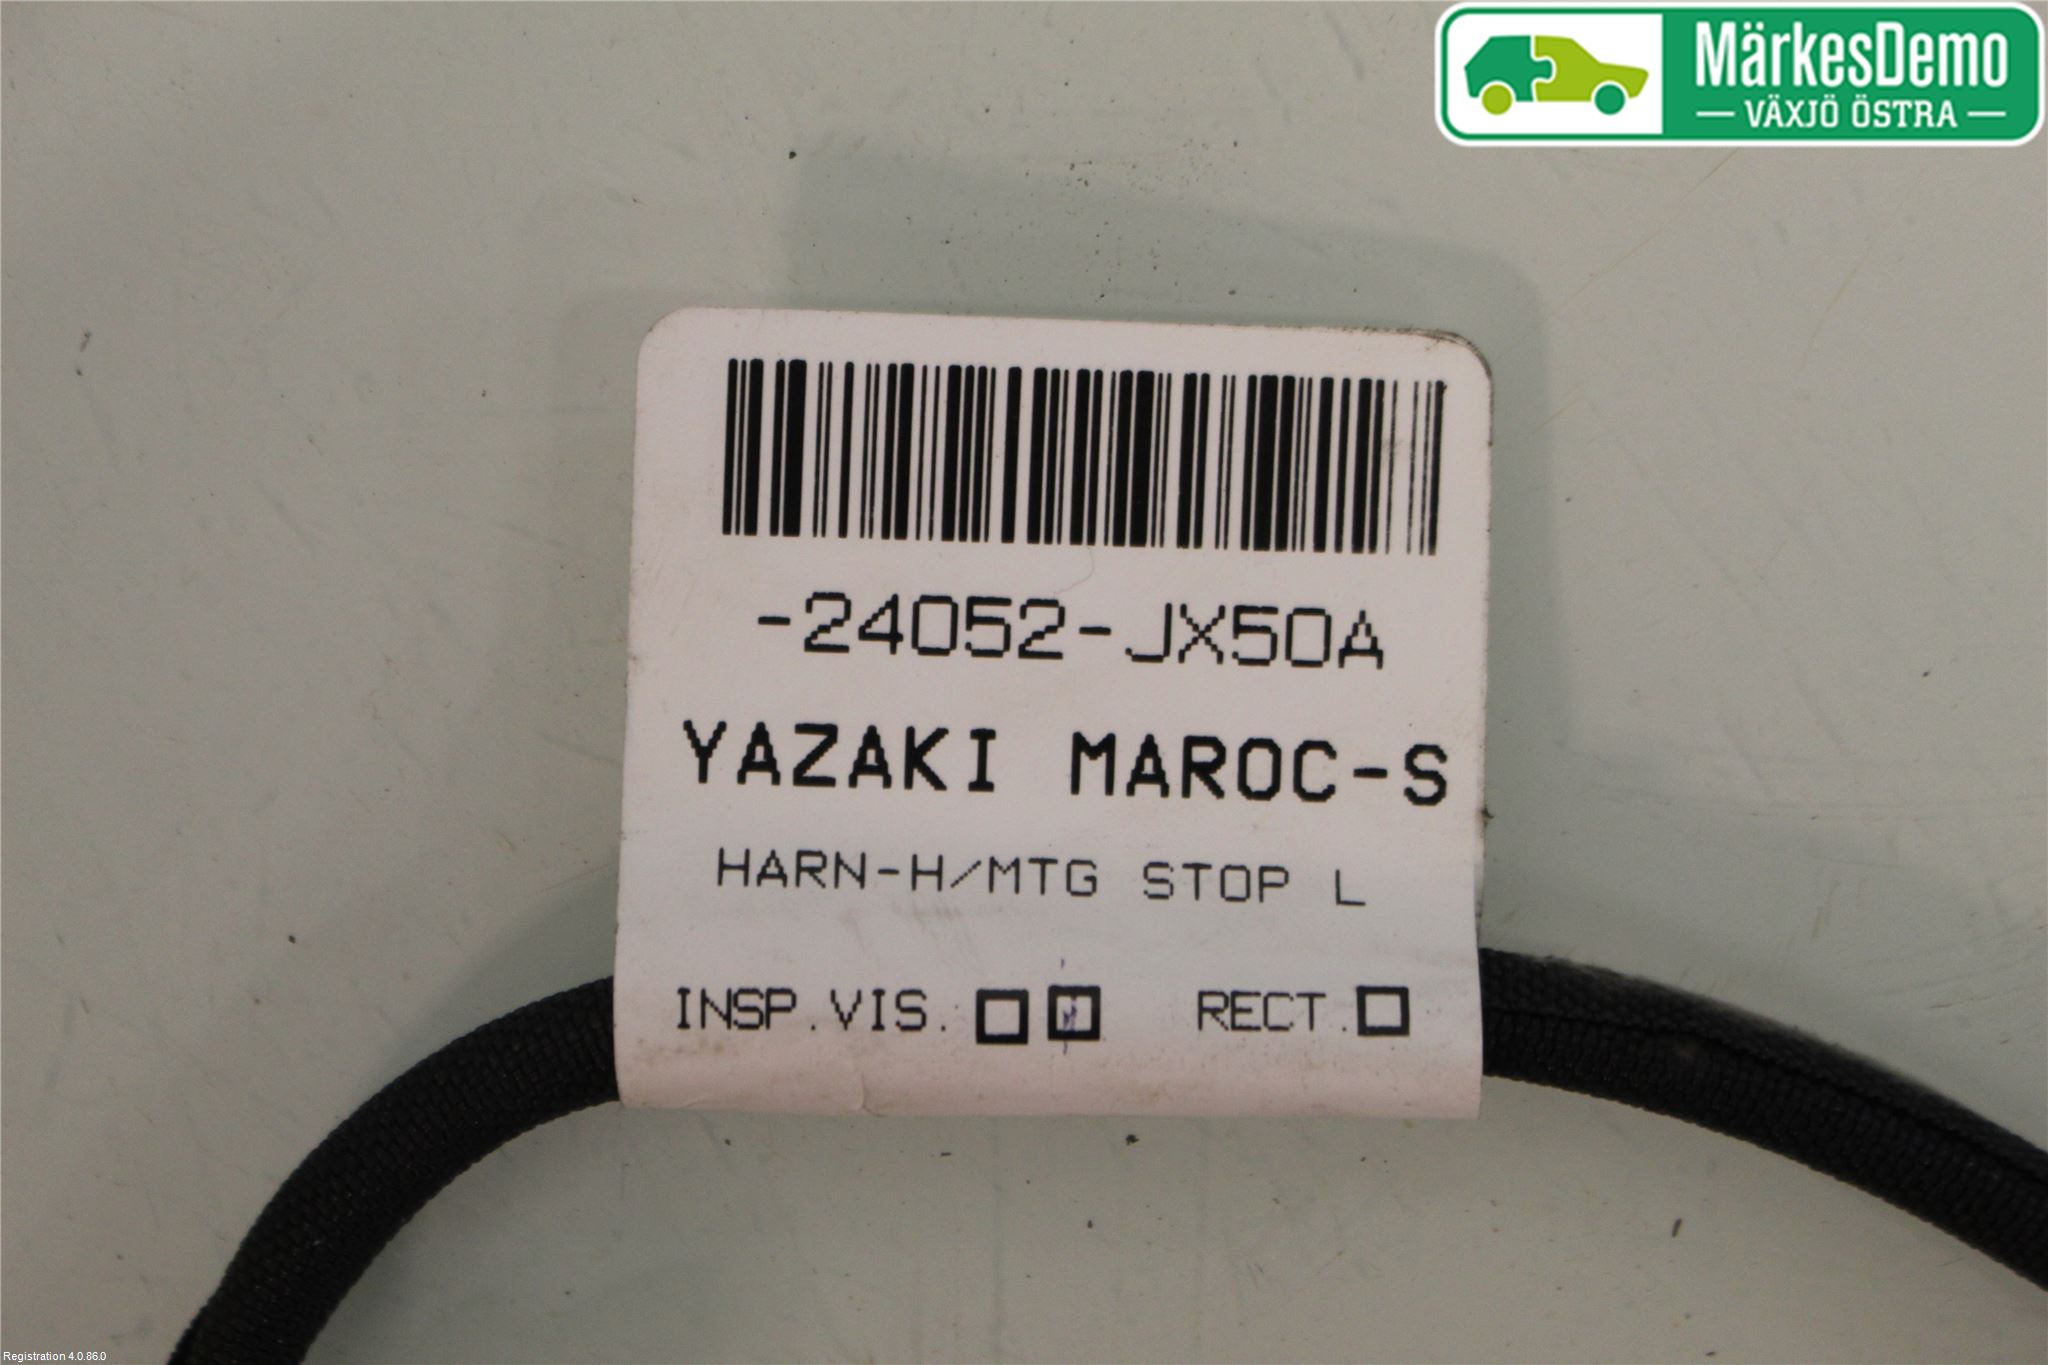 MärkesDemo
VÄXJÖ ÖSTRA
-24052-JX50A
YAZAKI MAROC-S
HARN-H/MTG STOP L
INSP.VIS. RECT.
Registration 4.0.86.0